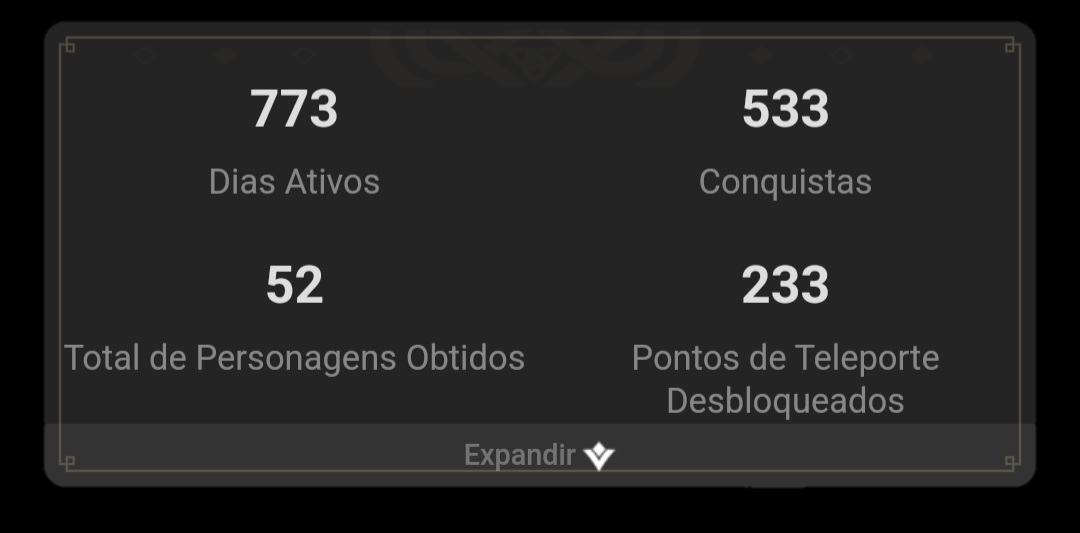 773
533
Dias Ativos
Conquistas
52
233
Total de Personagens Obtidos
Pontos de Teleporte
Desbloqueados
Expandir